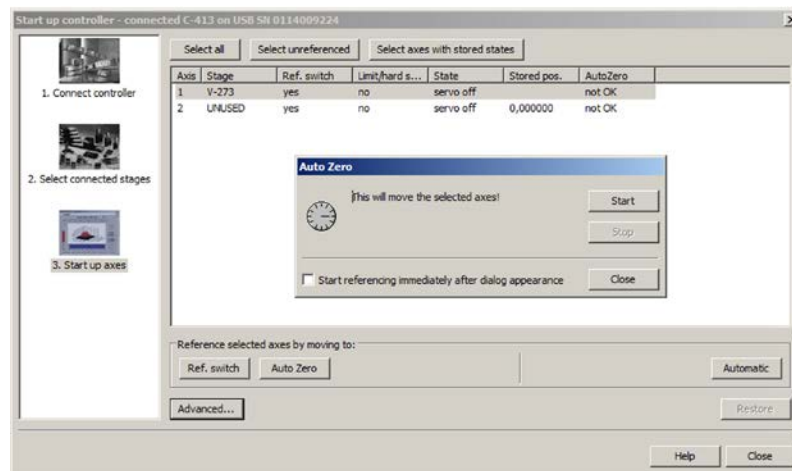 Start up controller - connected C-413 on USB SN 0114009224
1. Connect controller
2. Select connected stages
3. Start up axes
Select all Select unreferenced Select axes with stored states
Axis Stage Ref. switch Limit/hard s... State Stored pos. AutoZero
1 V-273 yes no servo off not OK
2 UNUSED yes no servo off 0,000000 not OK
Auto Zero
This will move the selected axes!
Start
Stop
Start referencing immediately after dialog appearance Close
Reference selected axes by moving to:
Ref. switch Auto Zero Automatic
Advanced... Restore
Help Close